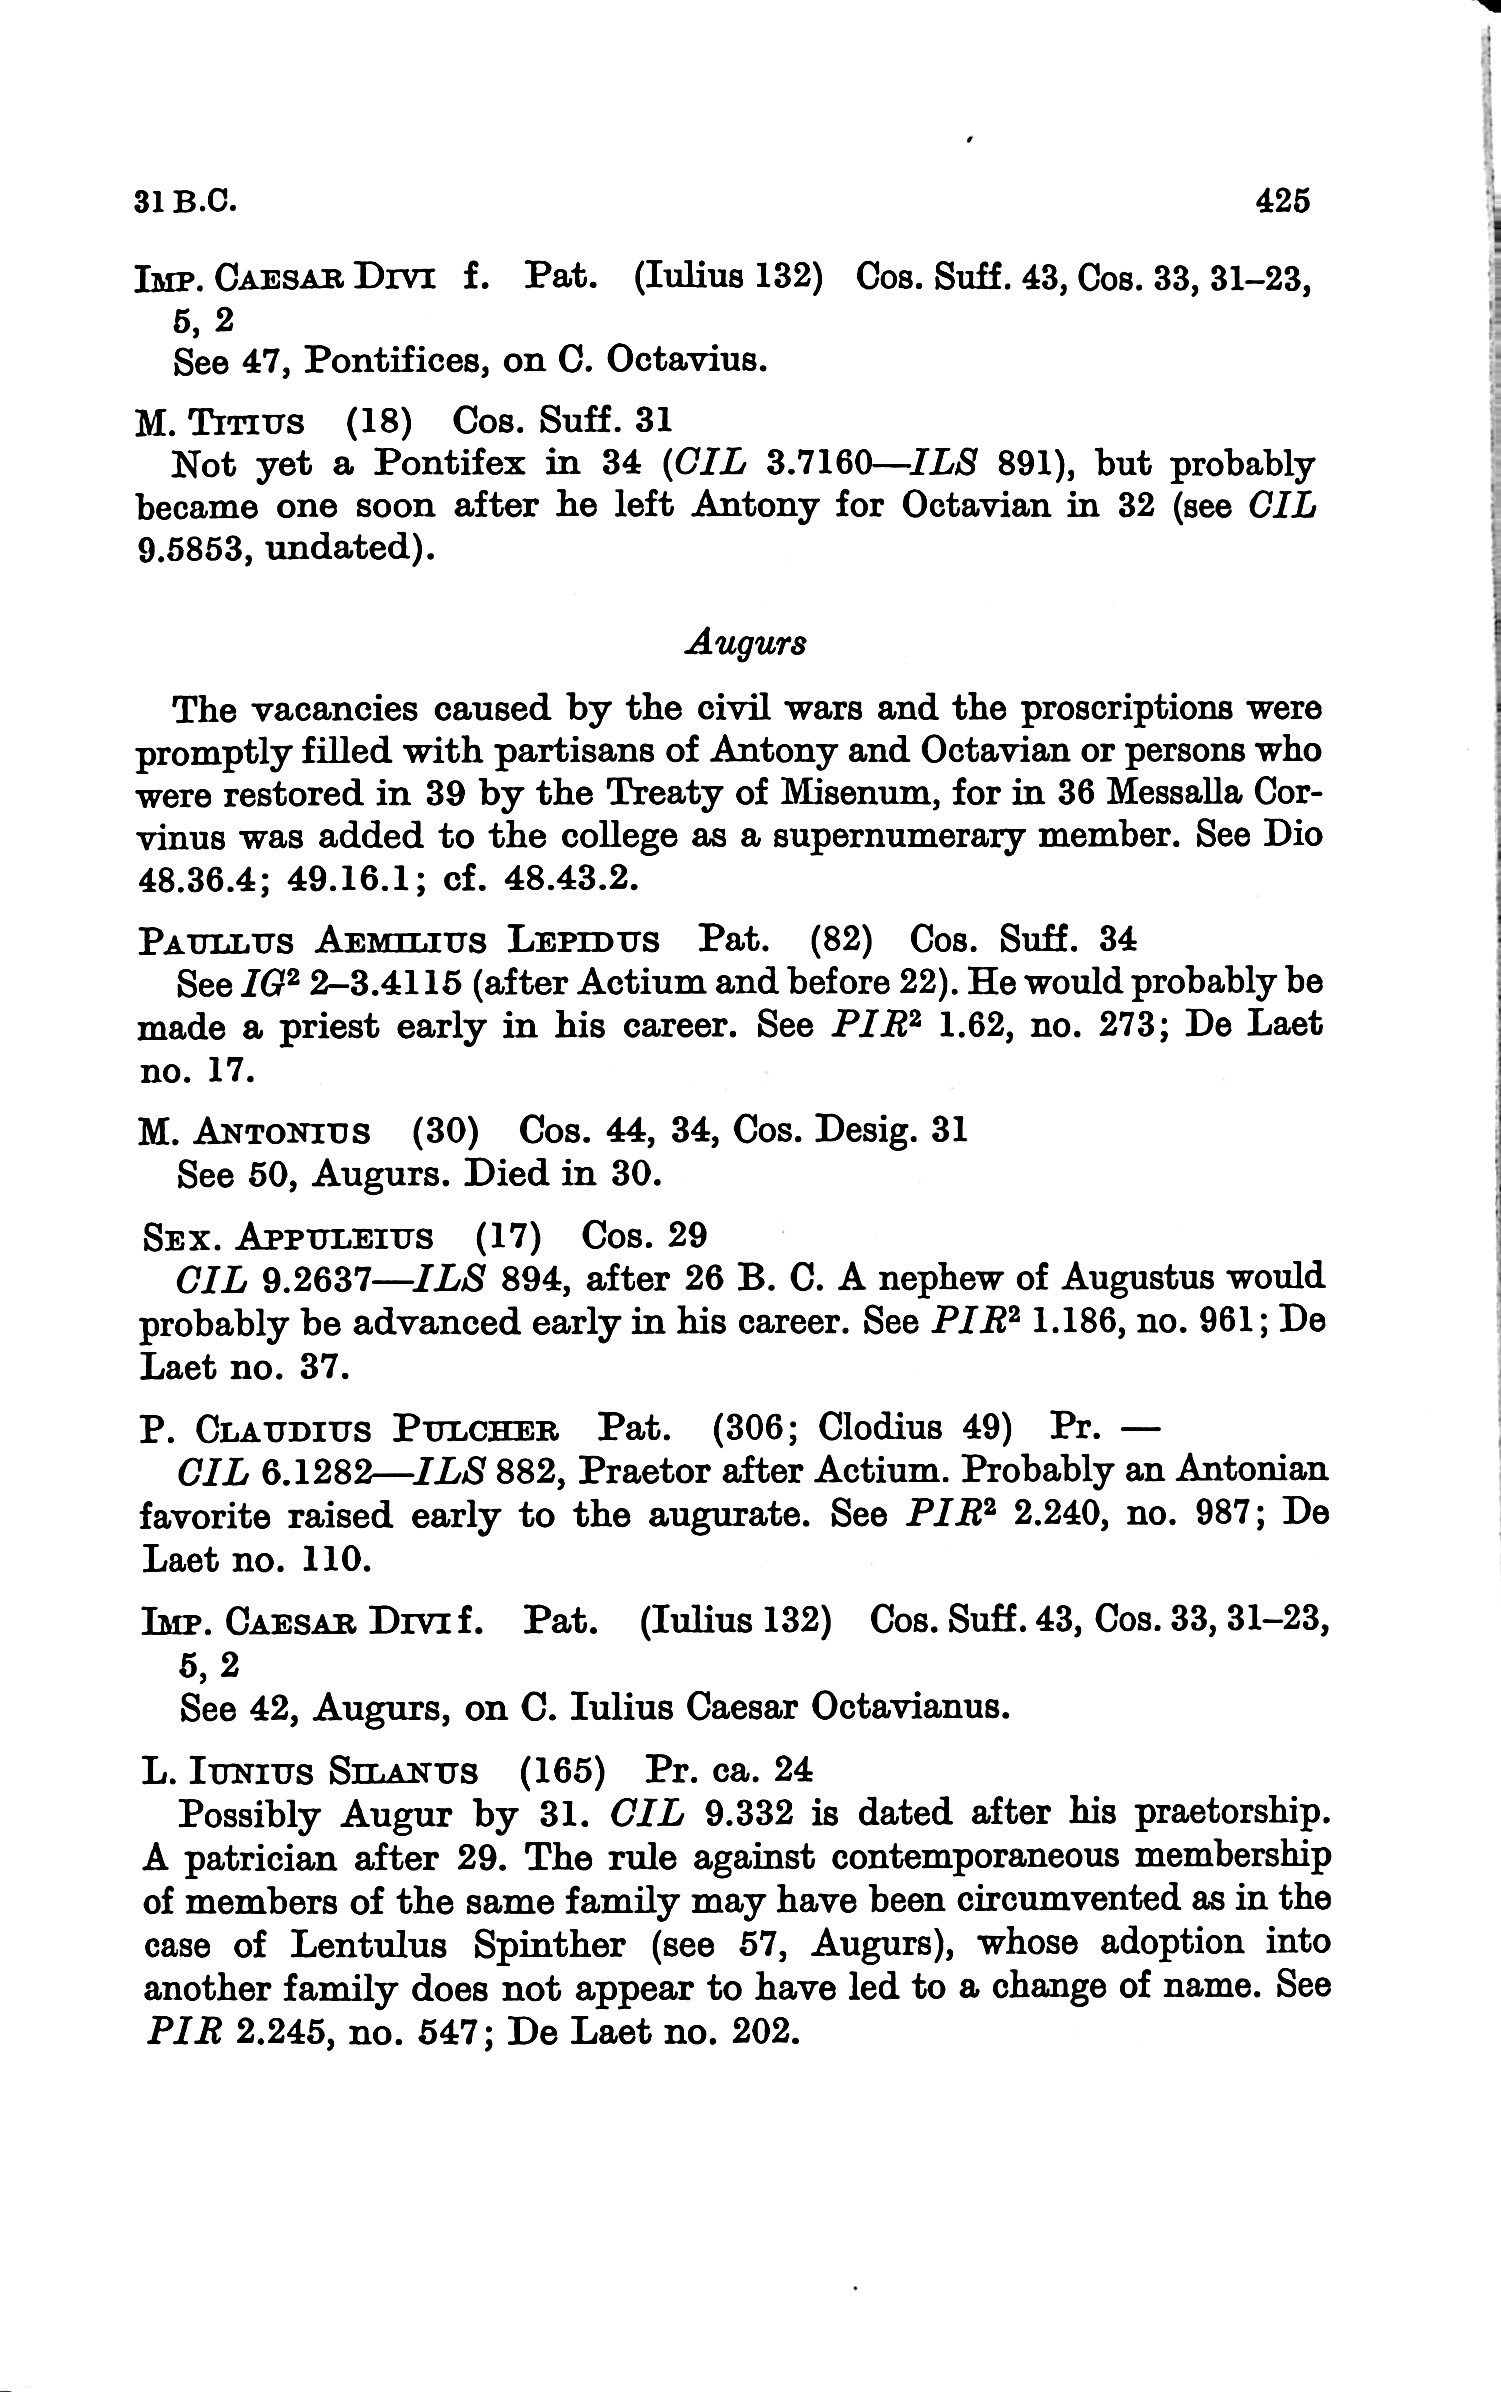 31 B.C. 425
IMP. CAESAR DIVI f. Pat. (Iulius 132) Cos. Suff. 43, Cos. 33, 31–23,
5, 2
See 47, Pontifices, on C. Octavius.
M. TITIUS (18) Cos. Suff. 31
Not yet a Pontifex in 34 (CIL 3.7160—ILS 891), but probably
became one soon after he left Antony for Octavian in 32 (see CIL
9.5853, undated).
Augurs
The vacancies caused by the civil wars and the proscriptions were
promptly filled with partisans of Antony and Octavian or persons who
were restored in 39 by the Treaty of Misenum, for in 36 Messalla Cor-
vinus was added to the college as a supernumerary member. See Dio
48.36.4; 49.16.1; cf. 48.43.2.
PAULLUS AEMILIUS LEPIDUS Pat. (82) Cos. Suff. 34
See IG² 2–3.4115 (after Actium and before 22). He would probably be
made a priest early in his career. See PIR² 1.62, no. 273; De Laet
no. 17.
M. ANTONIUS (30) Cos. 44, 34, Cos. Desig. 31
See 50, Augurs. Died in 30.
SEX. APPULEIUS (17) Cos. 29
CIL 9.2637—ILS 894, after 26 B. C. A nephew of Augustus would
probably be advanced early in his career. See PIR² 1.186, no. 961; De
Laet no. 37.
P. CLAUDIUS PULCHER Pat. (306; Clodius 49) Pr. —
CIL 6.1282—ILS 882, Praetor after Actium. Probably an Antonian
favorite raised early to the augurate. See PIR² 2.240, no. 987; De
Laet no. 110.
IMP. CAESAR DIVI f. Pat. (Iulius 132) Cos. Suff. 43, Cos. 33, 31–23,
5, 2
See 42, Augurs, on C. Iulius Caesar Octavianus.
L. IUNIUS SILANUS (165) Pr. ca. 24
Possibly Augur by 31. CIL 9.332 is dated after his praetorship.
A patrician after 29. The rule against contemporaneous membership
of members of the same family may have been circumvented as in the
case of Lentulus Spinther (see 57, Augurs), whose adoption into
another family does not appear to have led to a change of name. See
PIR 2.245, no. 547; De Laet no. 202.